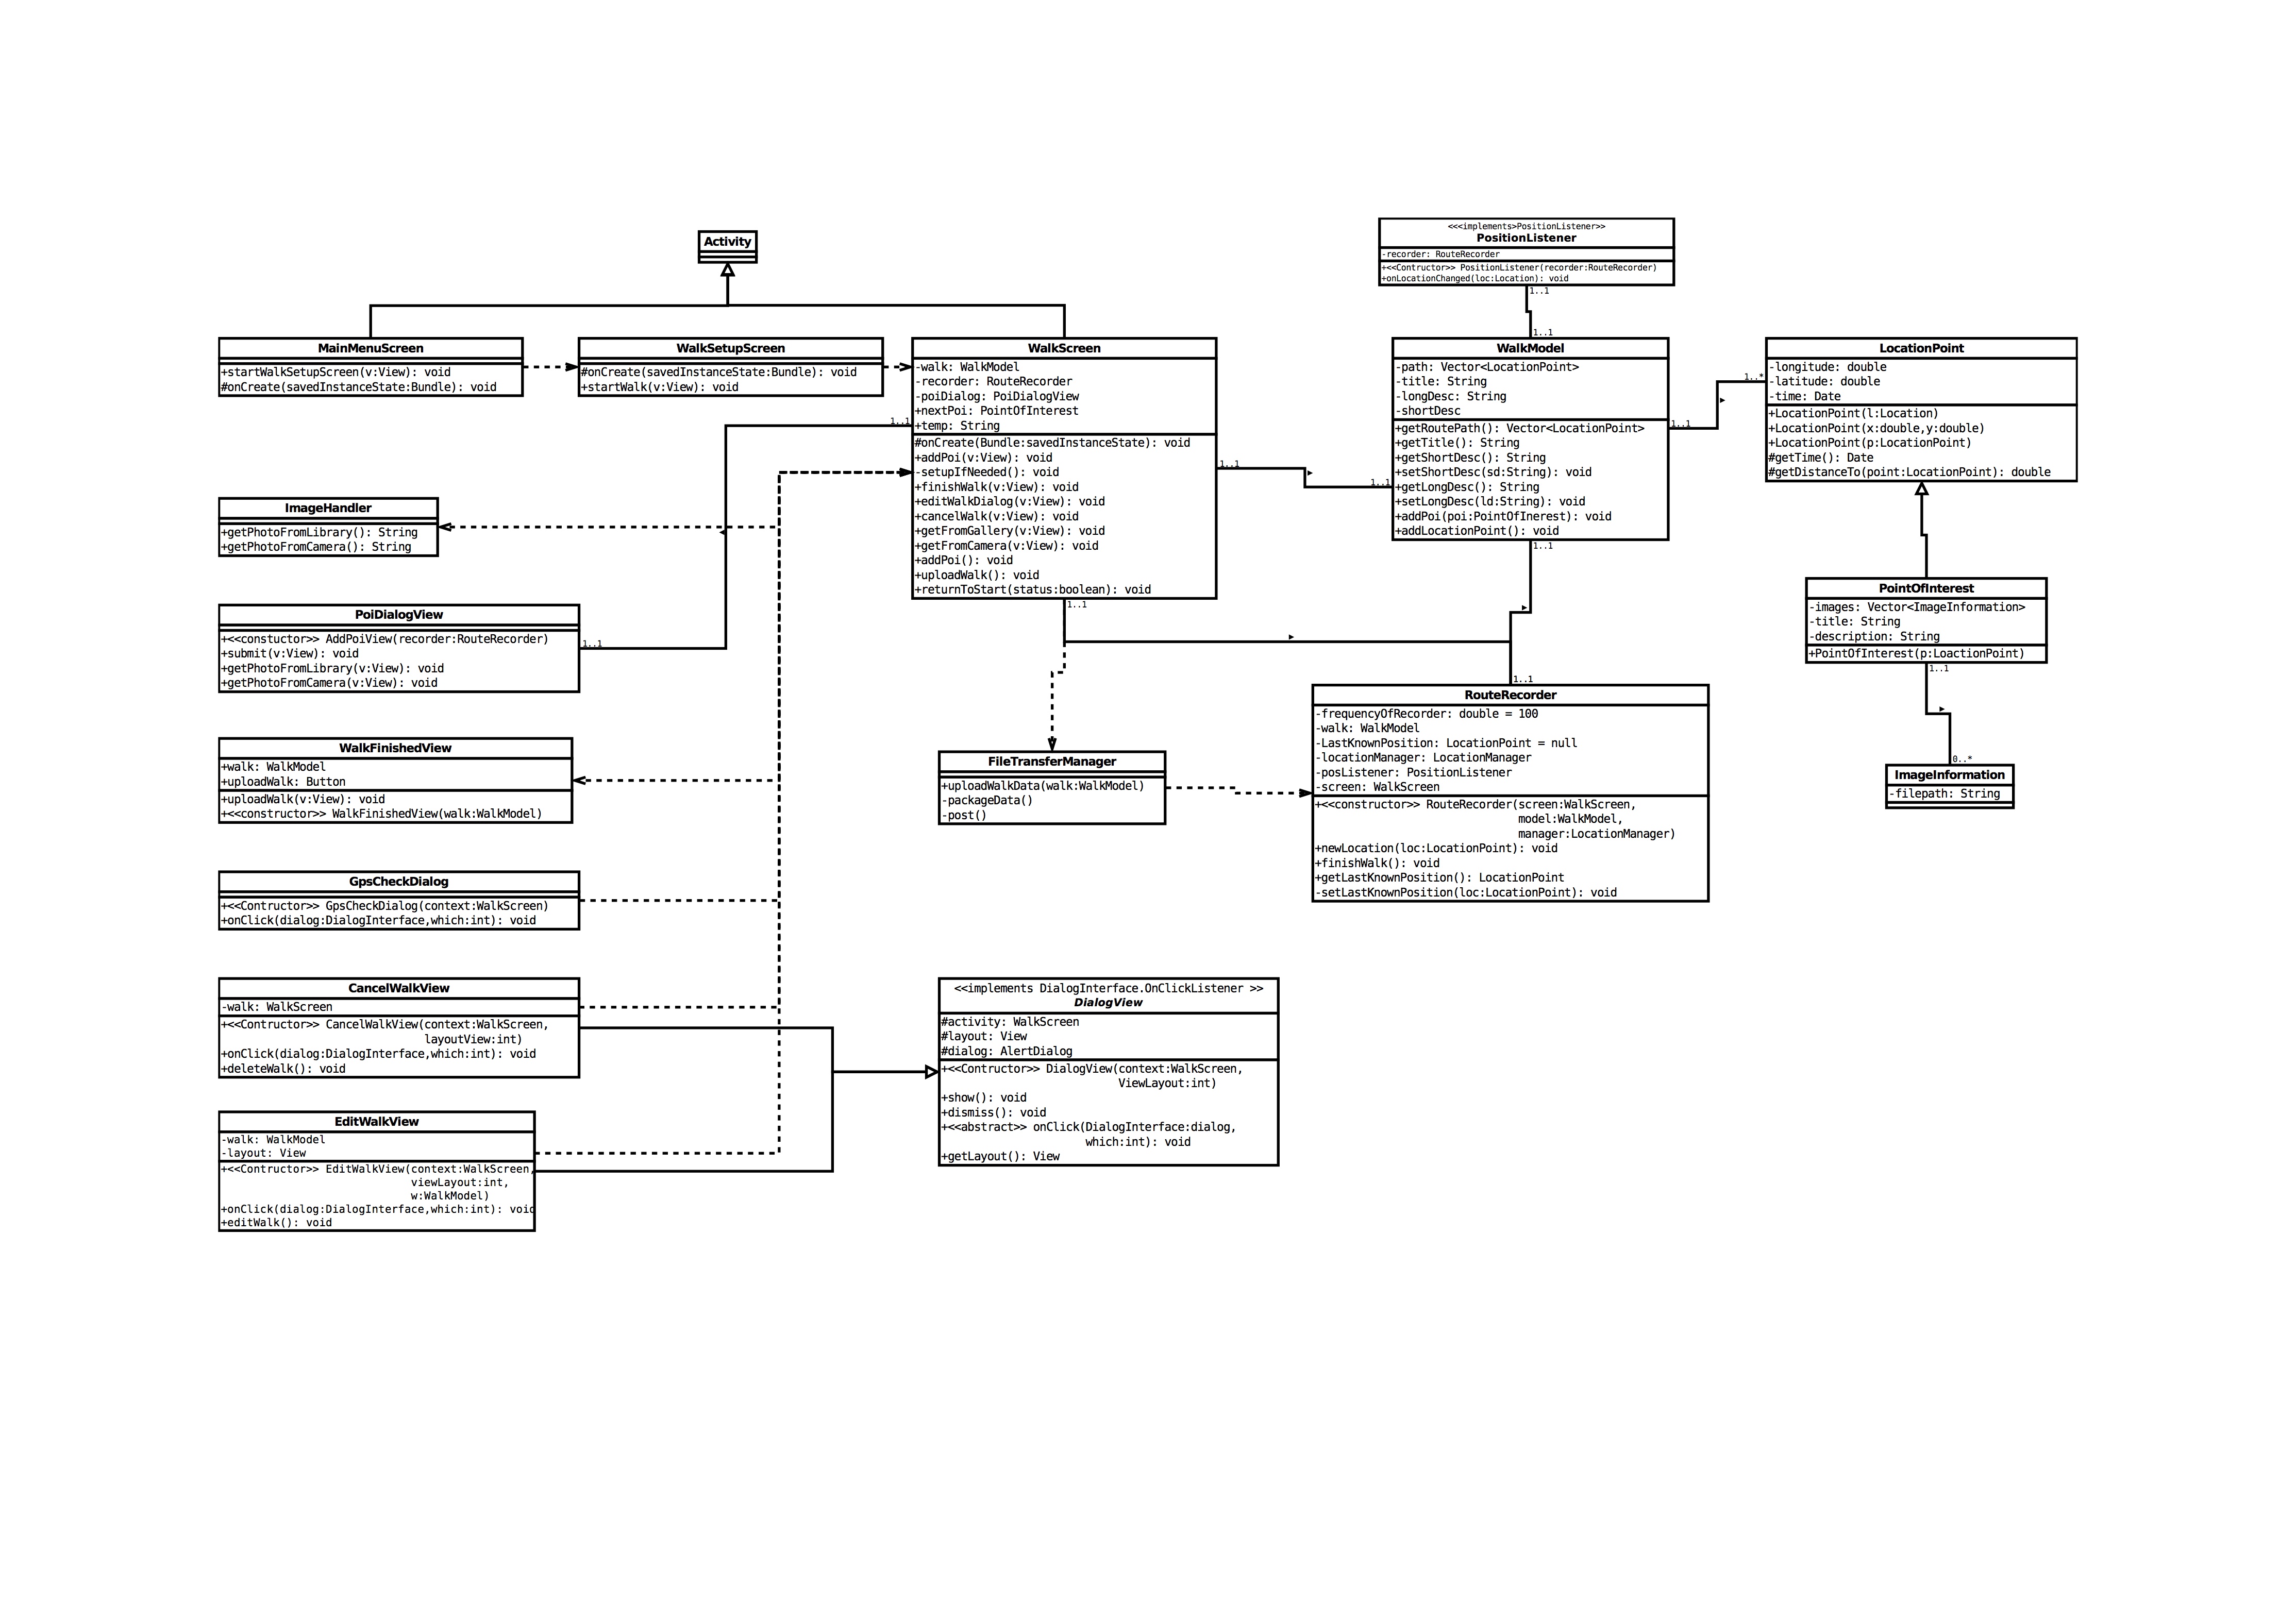 Activity
<<<implements>PositionListener>>
PositionListener
-recorder: RouteRecorder
+<<Contructor>> PositionListener(recorder:RouteRecorder)
+onLocationChanged(loc:Location): void
1..1
1..1
MainMenuScreen
+startWalkSetupScreen(v:View): void
#onCreate(savedInstanceState:Bundle): void
WalkSetupScreen
#onCreate(savedInstanceState:Bundle): void
+startWalk(v:View): void
WalkScreen
-walk: WalkModel
-recorder: RouteRecorder
-poiDialog: PoiDialogView
+nextPoi: PointOfInterest
+temp: String
#onCreate(Bundle:savedInstanceState): void
+addPoi(v:View): void
-setupIfNeeded(): void
+finishWalk(v:View): void
+editWalkDialog(v:View): void
+cancelWalk(v:View): void
+getFromGallery(v:View): void
+getFromCamera(v:View): void
+addPoi(): void
+uploadWalk(): void
+returnToStart(status:boolean): void
1..1
1..1
1..1
1..1
WalkModel
-path: Vector<LocationPoint>
-title: String
-longDesc: String
-shortDesc
+getRoutePath(): Vector<LocationPoint>
+getTitle(): String
+getShortDesc(): String
+setShortDesc(sd:String): void
+getLongDesc(): String
+setLongDesc(ld:String): void
+addPoi(poi:PointOfInerest): void
+addLocationPoint(): void
1..1
1..1
1..*
LocationPoint
-longitude: double
-latitude: double
-time: Date
+LocationPoint(l:Location)
+LocationPoint(x:double,y:double)
+LocationPoint(p:LocationPoint)
#getTime(): Date
#getDistanceTo(point:LocationPoint): double
ImageHandler
+getPhotoFromLibrary(): String
+getPhotoFromCamera(): String
PoiDialogView
+<<constuctor>> AddPoiView(recorder:RouteRecorder)
+submit(v:View): void
+getPhotoFromLibrary(v:View): void
+getPhotoFromCamera(v:View): void
1..1
PointOfInterest
-images: Vector<ImageInformation>
-title: String
-description: String
+PointOfInterest(p:LoactionPoint)
1..1
1..1
RouteRecorder
-frequencyOfRecorder: double = 100
-walk: WalkModel
-LastKnownPosition: LocationPoint = null
-locationManager: LocationManager
-posListener: PositionListener
-screen: WalkScreen
+<<constructor>> RouteRecorder(screen:WalkScreen,
model:WalkModel,
manager:LocationManager)
+newLocation(loc:LocationPoint): void
+finishWalk(): void
+getLastKnownPosition(): LocationPoint
-setLastKnownPosition(loc:LocationPoint): void
0..*
ImageInformation
-filepath: String
WalkFinishedView
+walk: WalkModel
+uploadWalk: Button
+uploadWalk(v:View): void
+<<constructor>> WalkFinishedView(walk:WalkModel)
FileTransferManager
+uploadWalkData(walk:WalkModel)
-packageData()
-post()
GpsCheckDialog
+<<Contructor>> GpsCheckDialog(context:WalkScreen)
+onClick(dialog:DialogInterface,which:int): void
CancelWalkView
-walk: WalkScreen
+<<Contructor>> CancelWalkView(context:WalkScreen,
layoutView:int)
+onClick(dialog:DialogInterface,which:int): void
+deleteWalk(): void
<<implements DialogInterface.OnClickListener >>
DialogView
#activity: WalkScreen
#layout: View
#dialog: AlertDialog
+<<Contructor>> DialogView(context:WalkScreen,
ViewLayout:int)
+show(): void
+dismiss(): void
+<<abstract>> onClick(DialogInterface:dialog,
which:int): void
+getLayout(): View
EditWalkView
-walk: WalkModel
-layout: View
+<<Contructor>> EditWalkView(context:WalkScreen,
viewLayout:int,
w:WalkModel)
+onClick(dialog:DialogInterface,which:int): void
+editWalk(): void